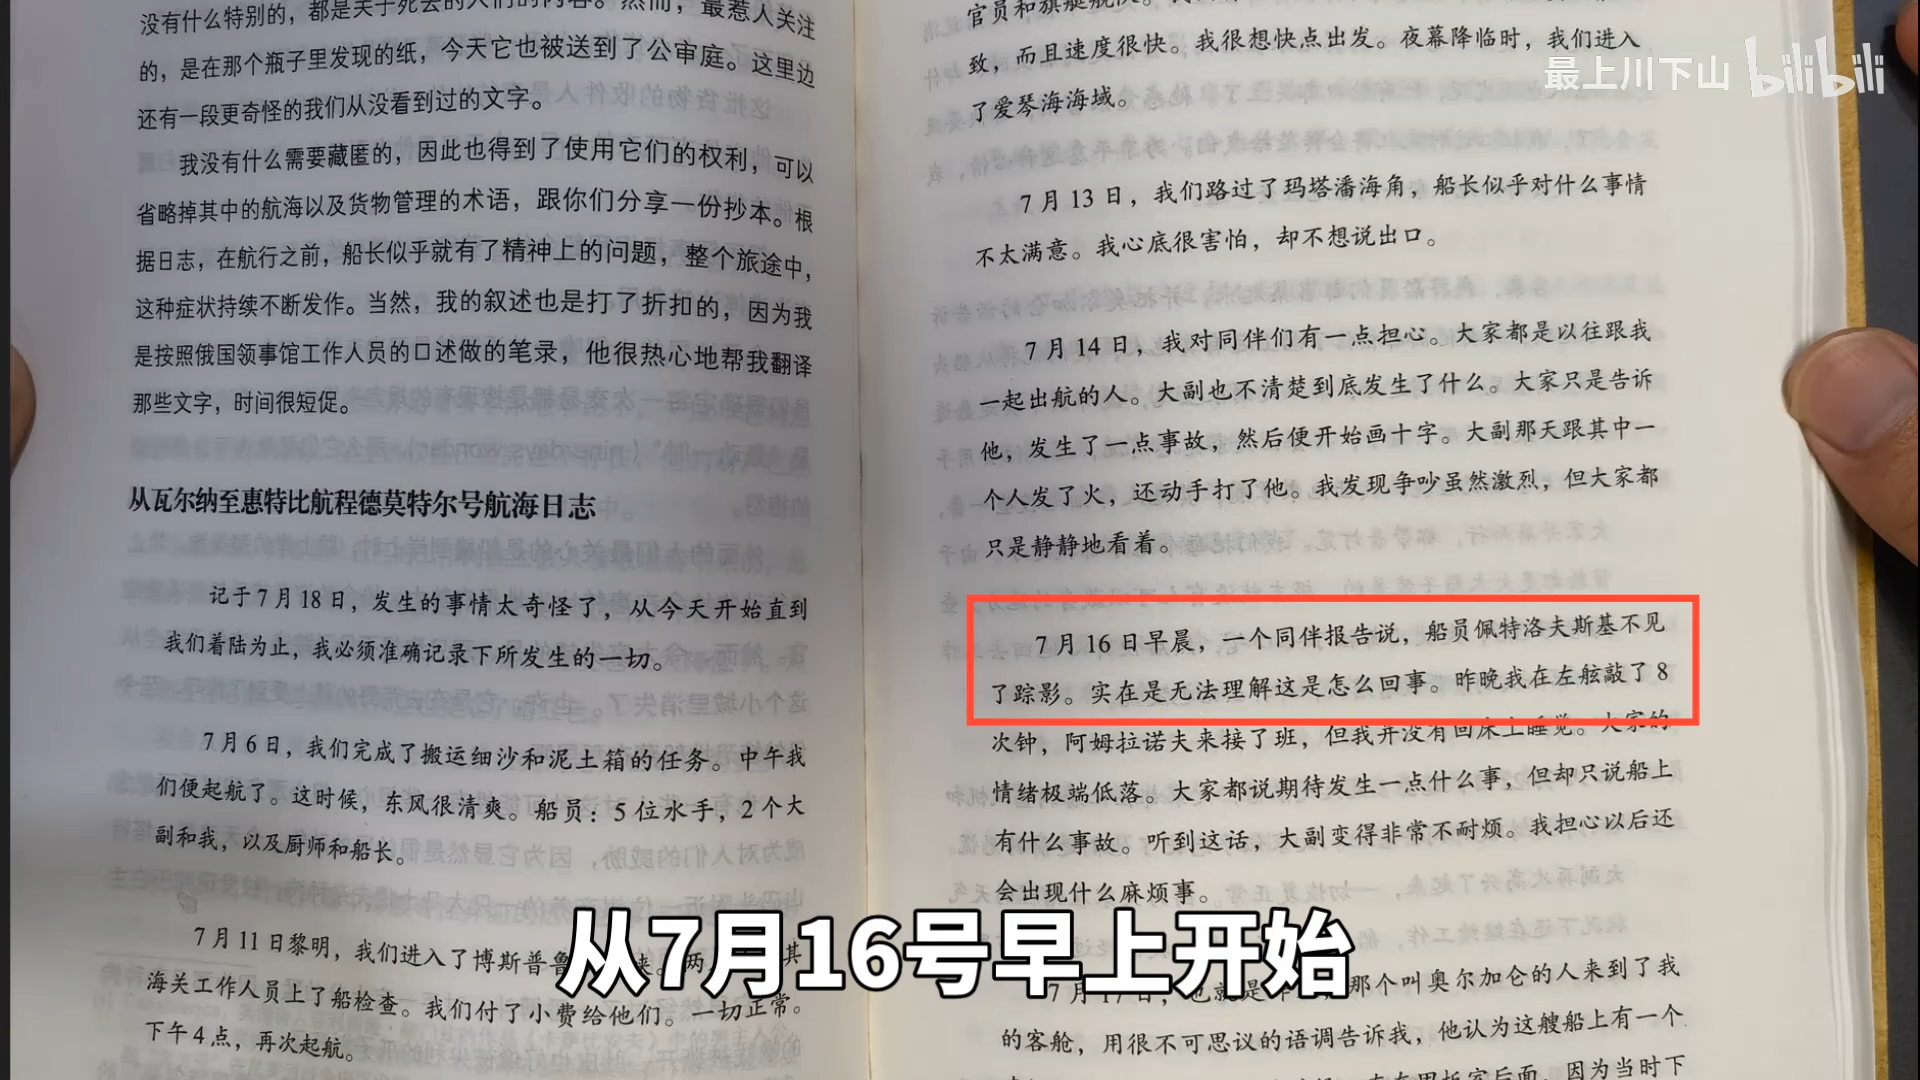 没有什么特别的，都是关于死去的人们的内容。然而，最惹人关注
的，是在那个瓶子里发现的纸，今天它也被送到了公审庭。这里边
还有一段更奇怪的我们从没看到过的文字。
我没有什么需要藏匿的，因此也得到了使用它们的权利，可以
省略掉其中的航海以及货物管理的术语，跟你们分享一份抄本。根
据日志，在航行之前，船长似乎就有了精神上的问题，整个旅途中，
这种症状持续不断发作。当然，我的叙述也是打了折扣的，因为我
是按照俄国领事馆工作人员的口述做的笔录，他很热心地帮我翻译
那些文字，时间很短促。
从瓦尔纳至惠特比航程德莫特尔号航海日志
记于7月18日，发生的事情太奇怪了，从今天开始直到
我们着陆为止，我必须准确记录下所发生的一切。
7月6日，我们完成了搬运细沙和泥土箱的任务。中午我
们便起航了。这时候，东风很清爽。船员：5位水手，2个大
副和我，以及厨师和船长。
7月11日黎明，我们进入了博斯普鲁 峡。两 其
海关工作人员上了船检查。我们付了小费给他们。一切正常。
下午4点，再次起航。
官员和旗艇
致，而且速度很快。我很想快点出发。夜幕降临时，我们进入
了爱琴海海域。
7月13日，我们路过了玛塔潘海角，船长似乎对什么事情
不太满意。我心底很害怕，却不想说出口。
7月14日，我对同伴们有一点担心。大家都是以往跟我
一起出航的人。大副也不清楚到底发生了什么。大家只是告诉
他，发生了一点事故，然后便开始画十字。大副那天跟其中一
个人发了火，还动手打了他。我发现争吵虽然激烈，但大家都
只是静静地看着。
7月16日早晨，一个同伴报告说，船员佩特洛夫斯基不见
了踪影。实在是无法理解这是怎么回事。昨晚我在左舷敲了8
次钟，阿姆拉诺夫来接了班，但我并没有回床上睡觉。大家的
情绪极端低落。大家都说期待发生一点什么事，但却只说船上
有什么事故。听到这话，大副变得非常不耐烦。我担心以后还
会出现什么麻烦事。
7月17日，也就是 那个叫奥尔加仑的人来到了我
的客舱，用很不可思议的语调告诉我，他认为这艘船上有一个
后面，因为当时下
最上川下山 bilibili
从7月16号早上开始